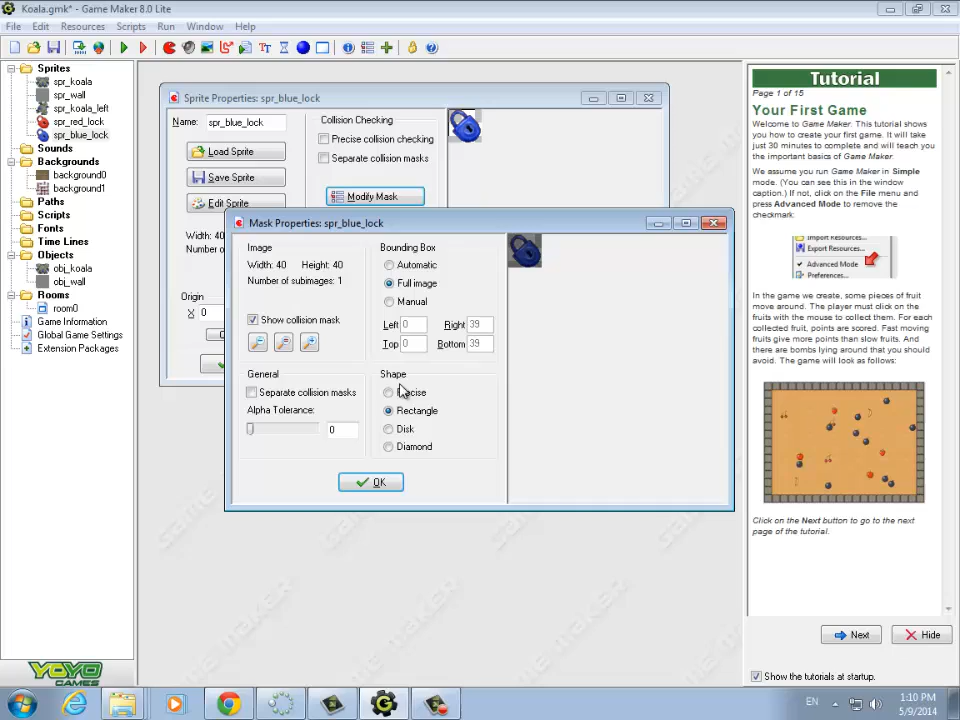 Koala.gmk* - Game Maker 8.0 Lite
File Edit Resources Scripts Run Window Help
Sprites
spr_koala
spr_wall
spr_koala_left
spr_red_lock
spr_blue_lock
Sounds
Backgrounds
background0
background1
Paths
Scripts
Fonts
Time Lines
Objects
obj_koala
obj_wall
Rooms
room0
Game Information
Global Game Settings
Extension Packages
YOYO
GAMES
Sprite Properties: spr_blue_lock
Name: spr_blue_lock
Load Sprite
Save Sprite
Edit Sprite
Width: 40
Number o
Origin
X 0
Collision Checking
Precise collision checking
Separate collision masks
Modify Mask
Mask Properties: spr_blue_lock
Image
Width: 40 Height: 40
Number of subimages: 1
Show collision mask
General
Separate collision masks
Alpha Tolerance:
0
Bounding Box
Automatic
Full image
Manual
Left 0 Right 39
Top 0 Bottom 39
Shape
Precise
Rectangle
Disk
Diamond
OK
Tutorial
Page 1 of 15
Your First Game
Welcome to Game Maker. This tutorial shows
you how to create your first game. It will take
just 30 minutes to complete and will teach you
the important basics of Game Maker.
We assume you run Game Maker in Simple
mode. (You can see this in the window
caption.) If not, click on the File menu and
press Advanced Mode to remove the
checkmark:
Import Resources...
Export Resources...
Advanced Mode
Preferences...
In the game we create, some pieces of fruit
move around. The player must click on the
fruits with the mouse to collect them. For each
collected fruit, points are scored. Fast moving
fruits give more points than slow fruits. And
there are bombs lying around that you should
avoid. The game will look as follows:
Click on the Next button to go to the next
page of the tutorial.
Next
Hide
Show the tutorials at startup.
EN
1:10 PM
5/9/2014